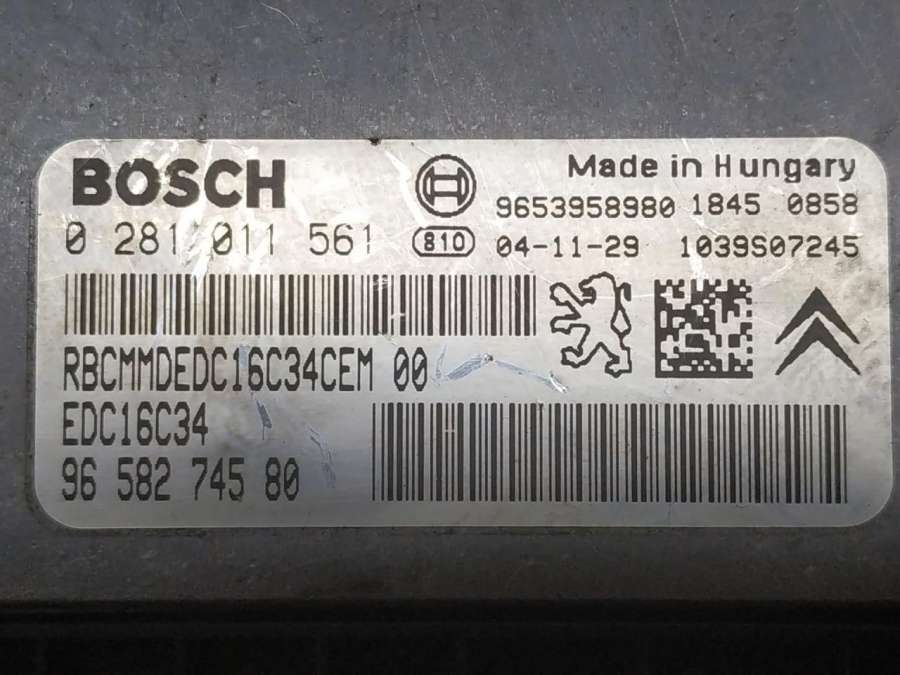 BOSCH
Made in Hungary
9653958980 1845 0858
0 281 011 561 810 04-11-29 1039S07245
RBCMMDEDC16C34CEM 00
EDC16C34
96 582 745 80